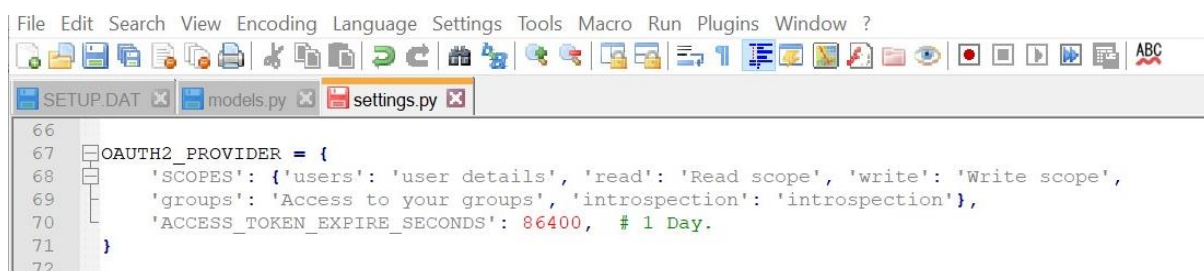 File Edit Search View Encoding Language Settings Tools Macro Run Plugins Window ?
ABC
SETUP.DAT models.py settings.py
66
67 OAUTH2_PROVIDER = {
68 'SCOPES': {'users': 'user details', 'read': 'Read scope', 'write': 'Write scope',
69 'groups': 'Access to your groups', 'introspection': 'introspection'},
70 'ACCESS_TOKEN_EXPIRE_SECONDS': 86400, # 1 Day.
71 }
72